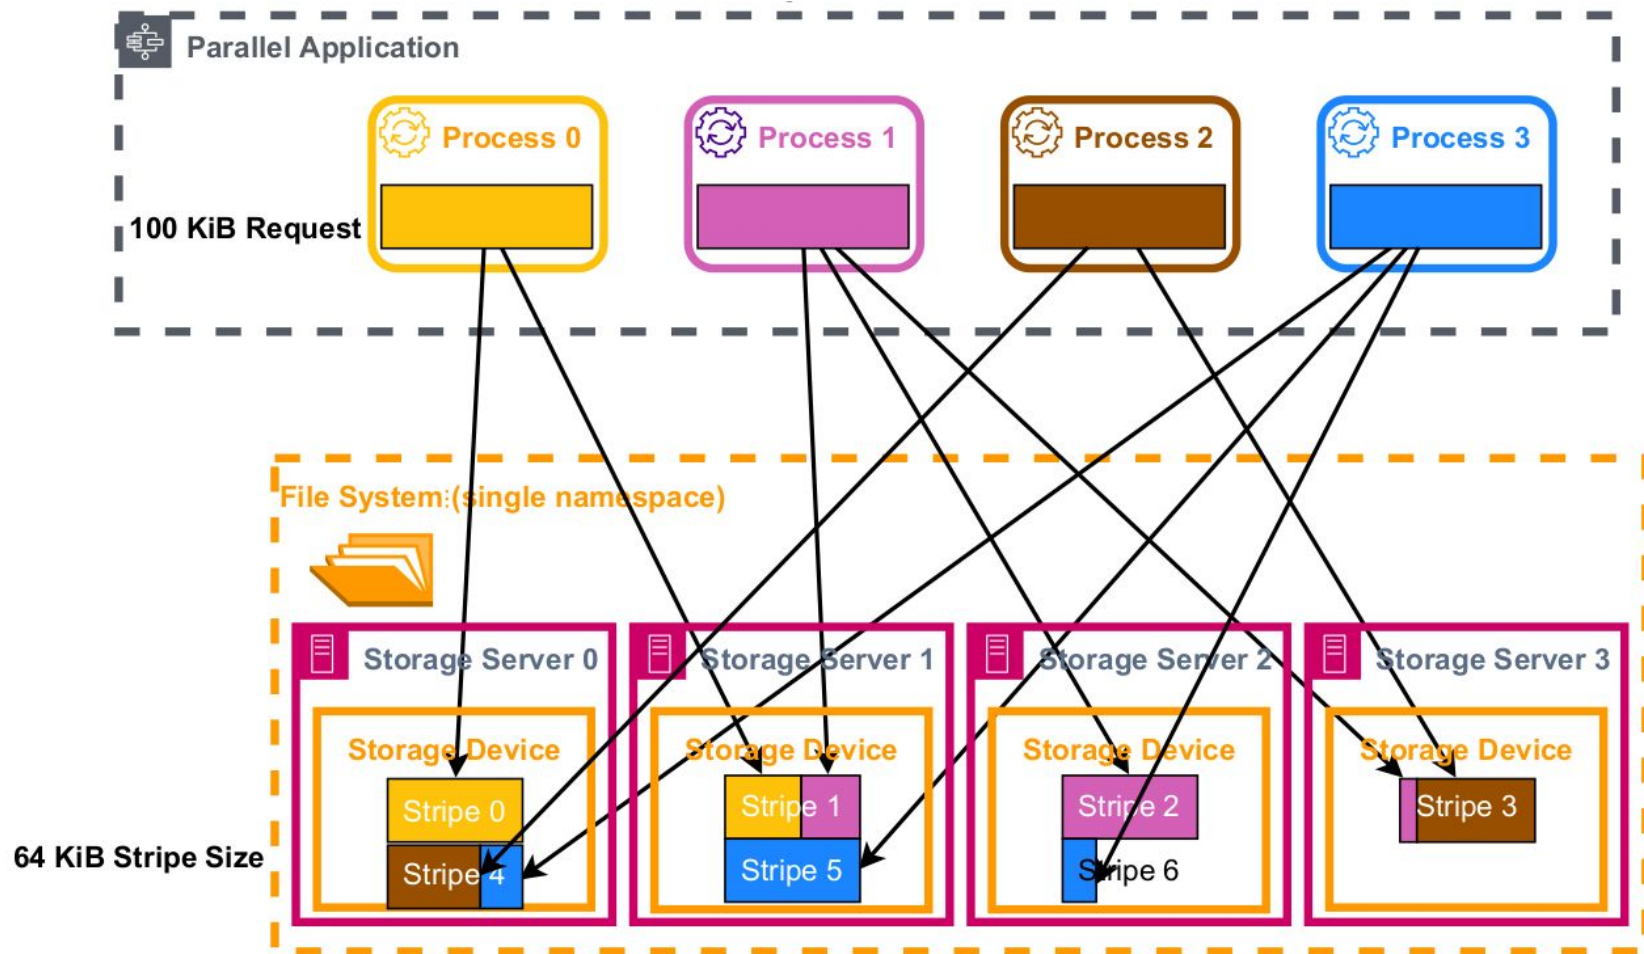 Parallel Application
Process 0
Process 1
Process 2
Process 3
100 KiB Request
File System:(single namespace)
Storage Server 0
Storage Server 1
Storage Server 2
Storage Server 3
Storage Device
Storage Device
Storage Device
Storage Device
Stripe 0
Stripe 1
Stripe 2
Stripe 3
64 KiB Stripe Size
Stripe 4
Stripe 5
Stripe 6